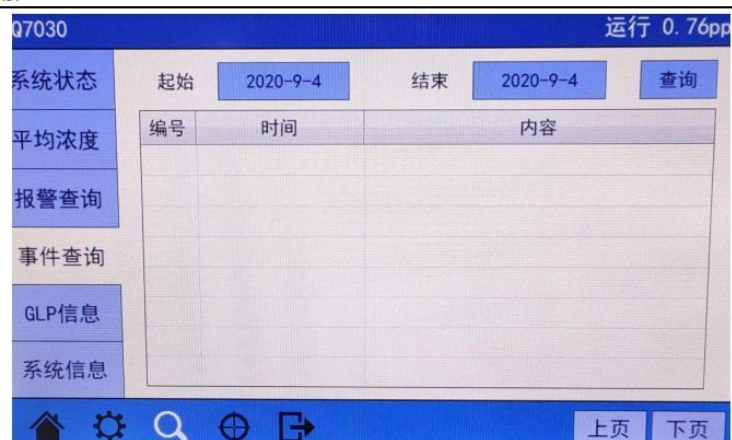 Q7030 运行 0.76pp
系统状态 起始 2020-9-4 结束 2020-9-4 查询
平均浓度 编号 时间 内容
报警查询
事件查询
GLP信息
系统信息
上页 下页